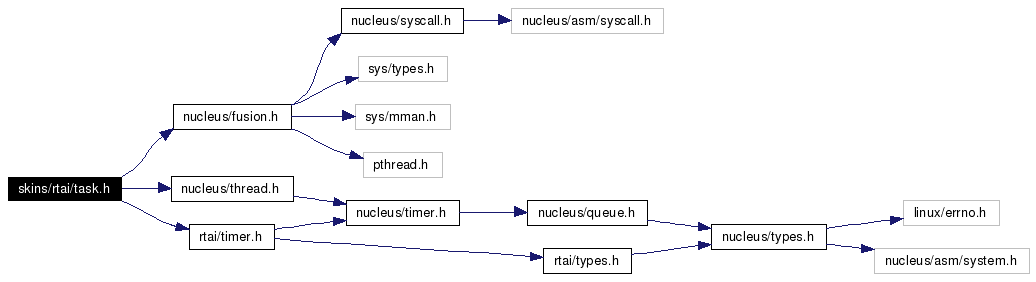 nucleus/syscall.h
nucleus/asm/syscall.h
sys/types.h
nucleus/fusion.h
sys/mman.h
pthread.h
skins/rtai/task.h
nucleus/thread.h
nucleus/timer.h
nucleus/queue.h
linux/errno.h
rtai/timer.h
nucleus/types.h
rtai/types.h
nucleus/asm/system.h